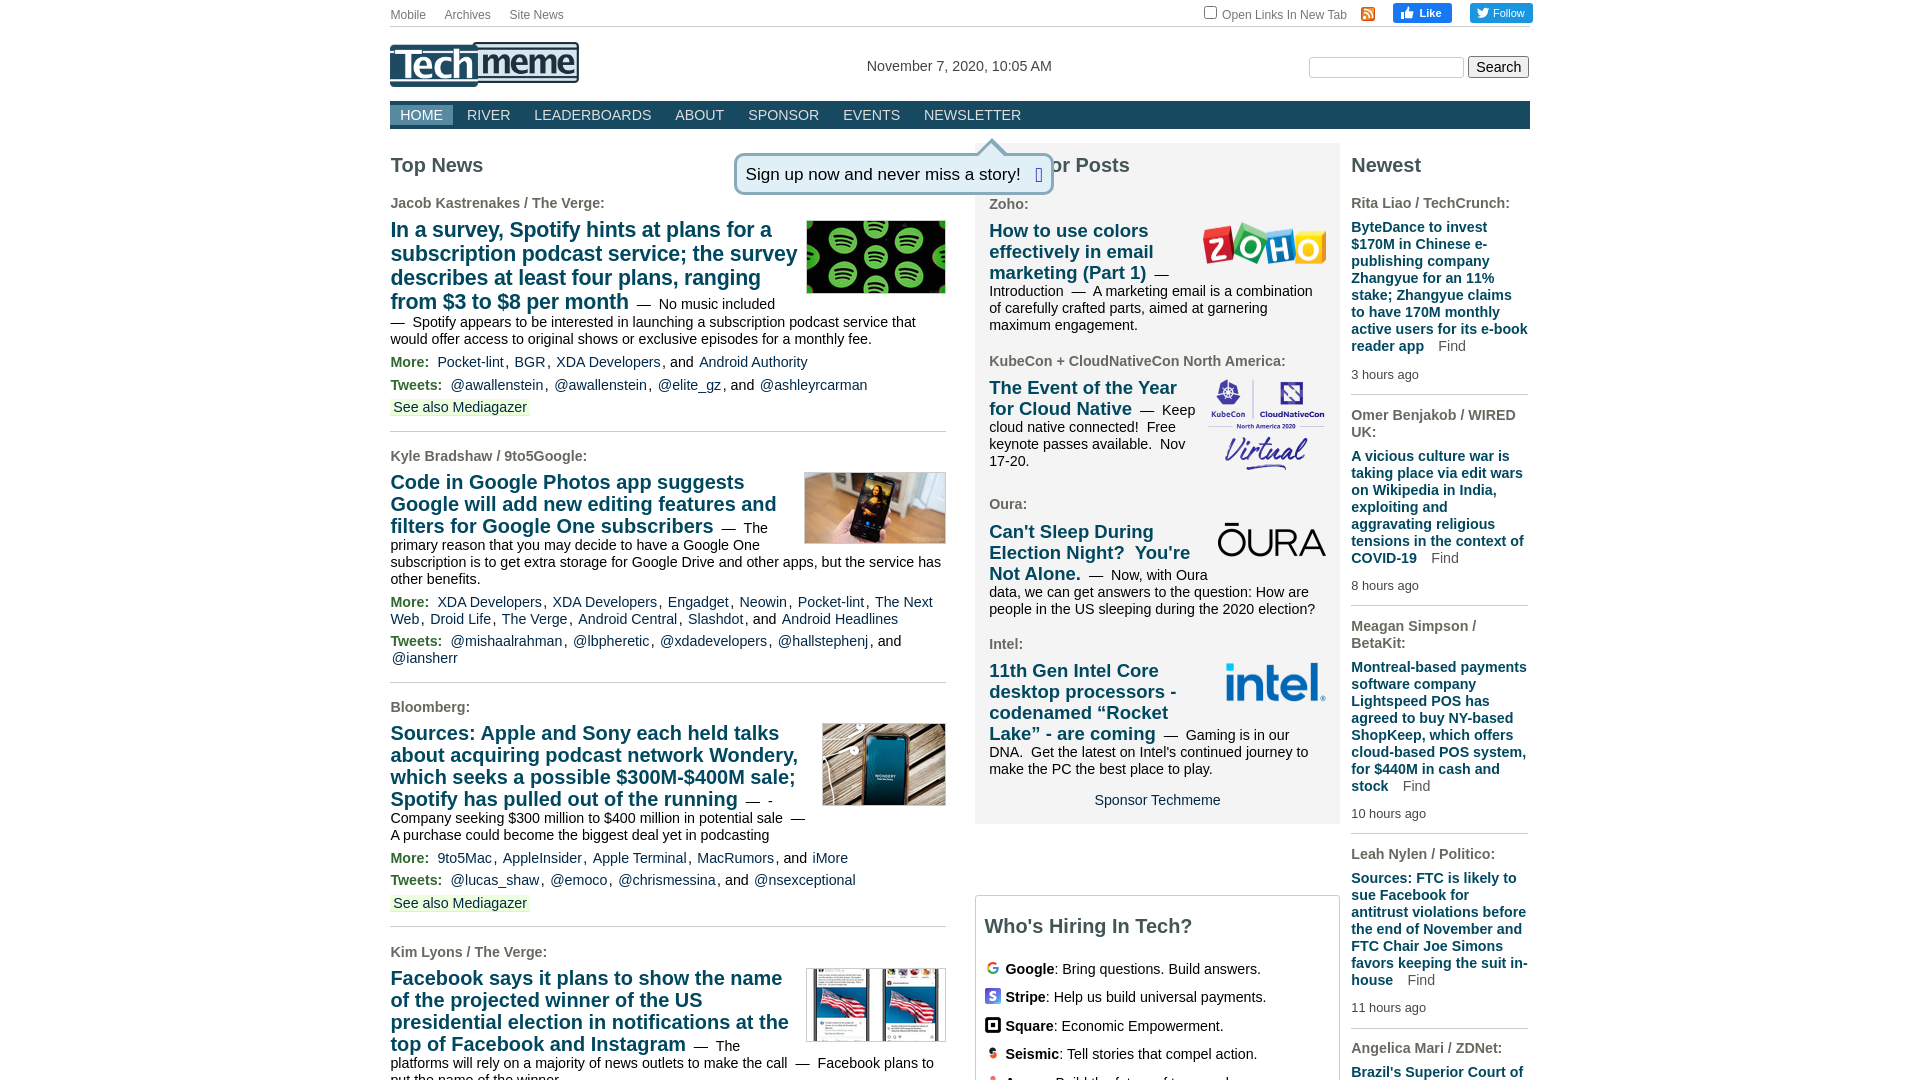 Mobile Archives Site News
Open Links In New Tab
Like
Follow
Techmeme
November 7, 2020, 10:05 AM
Search
HOME RIVER LEADERBOARDS ABOUT SPONSOR EVENTS NEWSLETTER
Sign up now and never miss a story!
Top News
Jacob Kastrenakes / The Verge:
In a survey, Spotify hints at plans for a
subscription podcast service; the survey
describes at least four plans, ranging
from $3 to $8 per month — No music included
— Spotify appears to be interested in launching a subscription podcast service that
would offer access to original shows or exclusive episodes for a monthly fee.
More: Pocket-lint, BGR, XDA Developers, and Android Authority
Tweets: @awallenstein, @awallenstein, @elite_gz, and @ashleyrcarman
See also Mediagazer
Kyle Bradshaw / 9to5Google:
Code in Google Photos app suggests
Google will add new editing features and
filters for Google One subscribers — The
primary reason that you may decide to have a Google One
subscription is to get extra storage for Google Drive and other apps, but the service has
other benefits.
More: XDA Developers, XDA Developers, Engadget, Neowin, Pocket-lint, The Next
Web, Droid Life, The Verge, Android Central, Slashdot, and Android Headlines
Tweets: @mishaalrahman, @lbpheretic, @xdadevelopers, @hallstephenj, and
@iansherr
Bloomberg:
Sources: Apple and Sony each held talks
about acquiring podcast network Wondery,
which seeks a possible $300M-$400M sale;
Spotify has pulled out of the running — -
Company seeking $300 million to $400 million in potential sale —
A purchase could become the biggest deal yet in podcasting
More: 9to5Mac, AppleInsider, Apple Terminal, MacRumors, and iMore
Tweets: @lucas_shaw, @emoco, @chrismessina, and @nsexceptional
See also Mediagazer
WONDERY
Kim Lyons / The Verge:
Facebook says it plans to show the name
of the projected winner of the US
presidential election in notifications at the
top of Facebook and Instagram — The
platforms will rely on a majority of news outlets to make the call — Facebook plans to
put the name of the winner
or Posts
Zoho:
How to use colors
effectively in email
marketing (Part 1) —
Introduction — A marketing email is a combination
of carefully crafted parts, aimed at garnering
maximum engagement.
ZOHO
KubeCon + CloudNativeCon North America:
The Event of the Year
for Cloud Native — Keep
cloud native connected! Free
keynote passes available. Nov
17-20.
KubeCon CloudNativeCon
North America 2020
Virtual
Oura:
Can't Sleep During
Election Night? You're
Not Alone. — Now, with Oura
data, we can get answers to the question: How are
people in the US sleeping during the 2020 election?
ŌURA
Intel:
11th Gen Intel Core
desktop processors -
codenamed “Rocket
Lake” - are coming — Gaming is in our
DNA. Get the latest on Intel's continued journey to
make the PC the best place to play.
intel
Sponsor Techmeme
Who's Hiring In Tech?
Google: Bring questions. Build answers.
Stripe: Help us build universal payments.
Square: Economic Empowerment.
Seismic: Tell stories that compel action.
Newest
Rita Liao / TechCrunch:
ByteDance to invest
$170M in Chinese e-
publishing company
Zhangyue for an 11%
stake; Zhangyue claims
to have 170M monthly
active users for its e-book
reader app Find
3 hours ago
Omer Benjakob / WIRED
UK:
A vicious culture war is
taking place via edit wars
on Wikipedia in India,
exploiting and
aggravating religious
tensions in the context of
COVID-19 Find
8 hours ago
Meagan Simpson /
BetaKit:
Montreal-based payments
software company
Lightspeed POS has
agreed to buy NY-based
ShopKeep, which offers
cloud-based POS system,
for $440M in cash and
stock Find
10 hours ago
Leah Nylen / Politico:
Sources: FTC is likely to
sue Facebook for
antitrust violations before
the end of November and
FTC Chair Joe Simons
favors keeping the suit in-
house Find
11 hours ago
Angelica Mari / ZDNet:
Brazil's Superior Court of